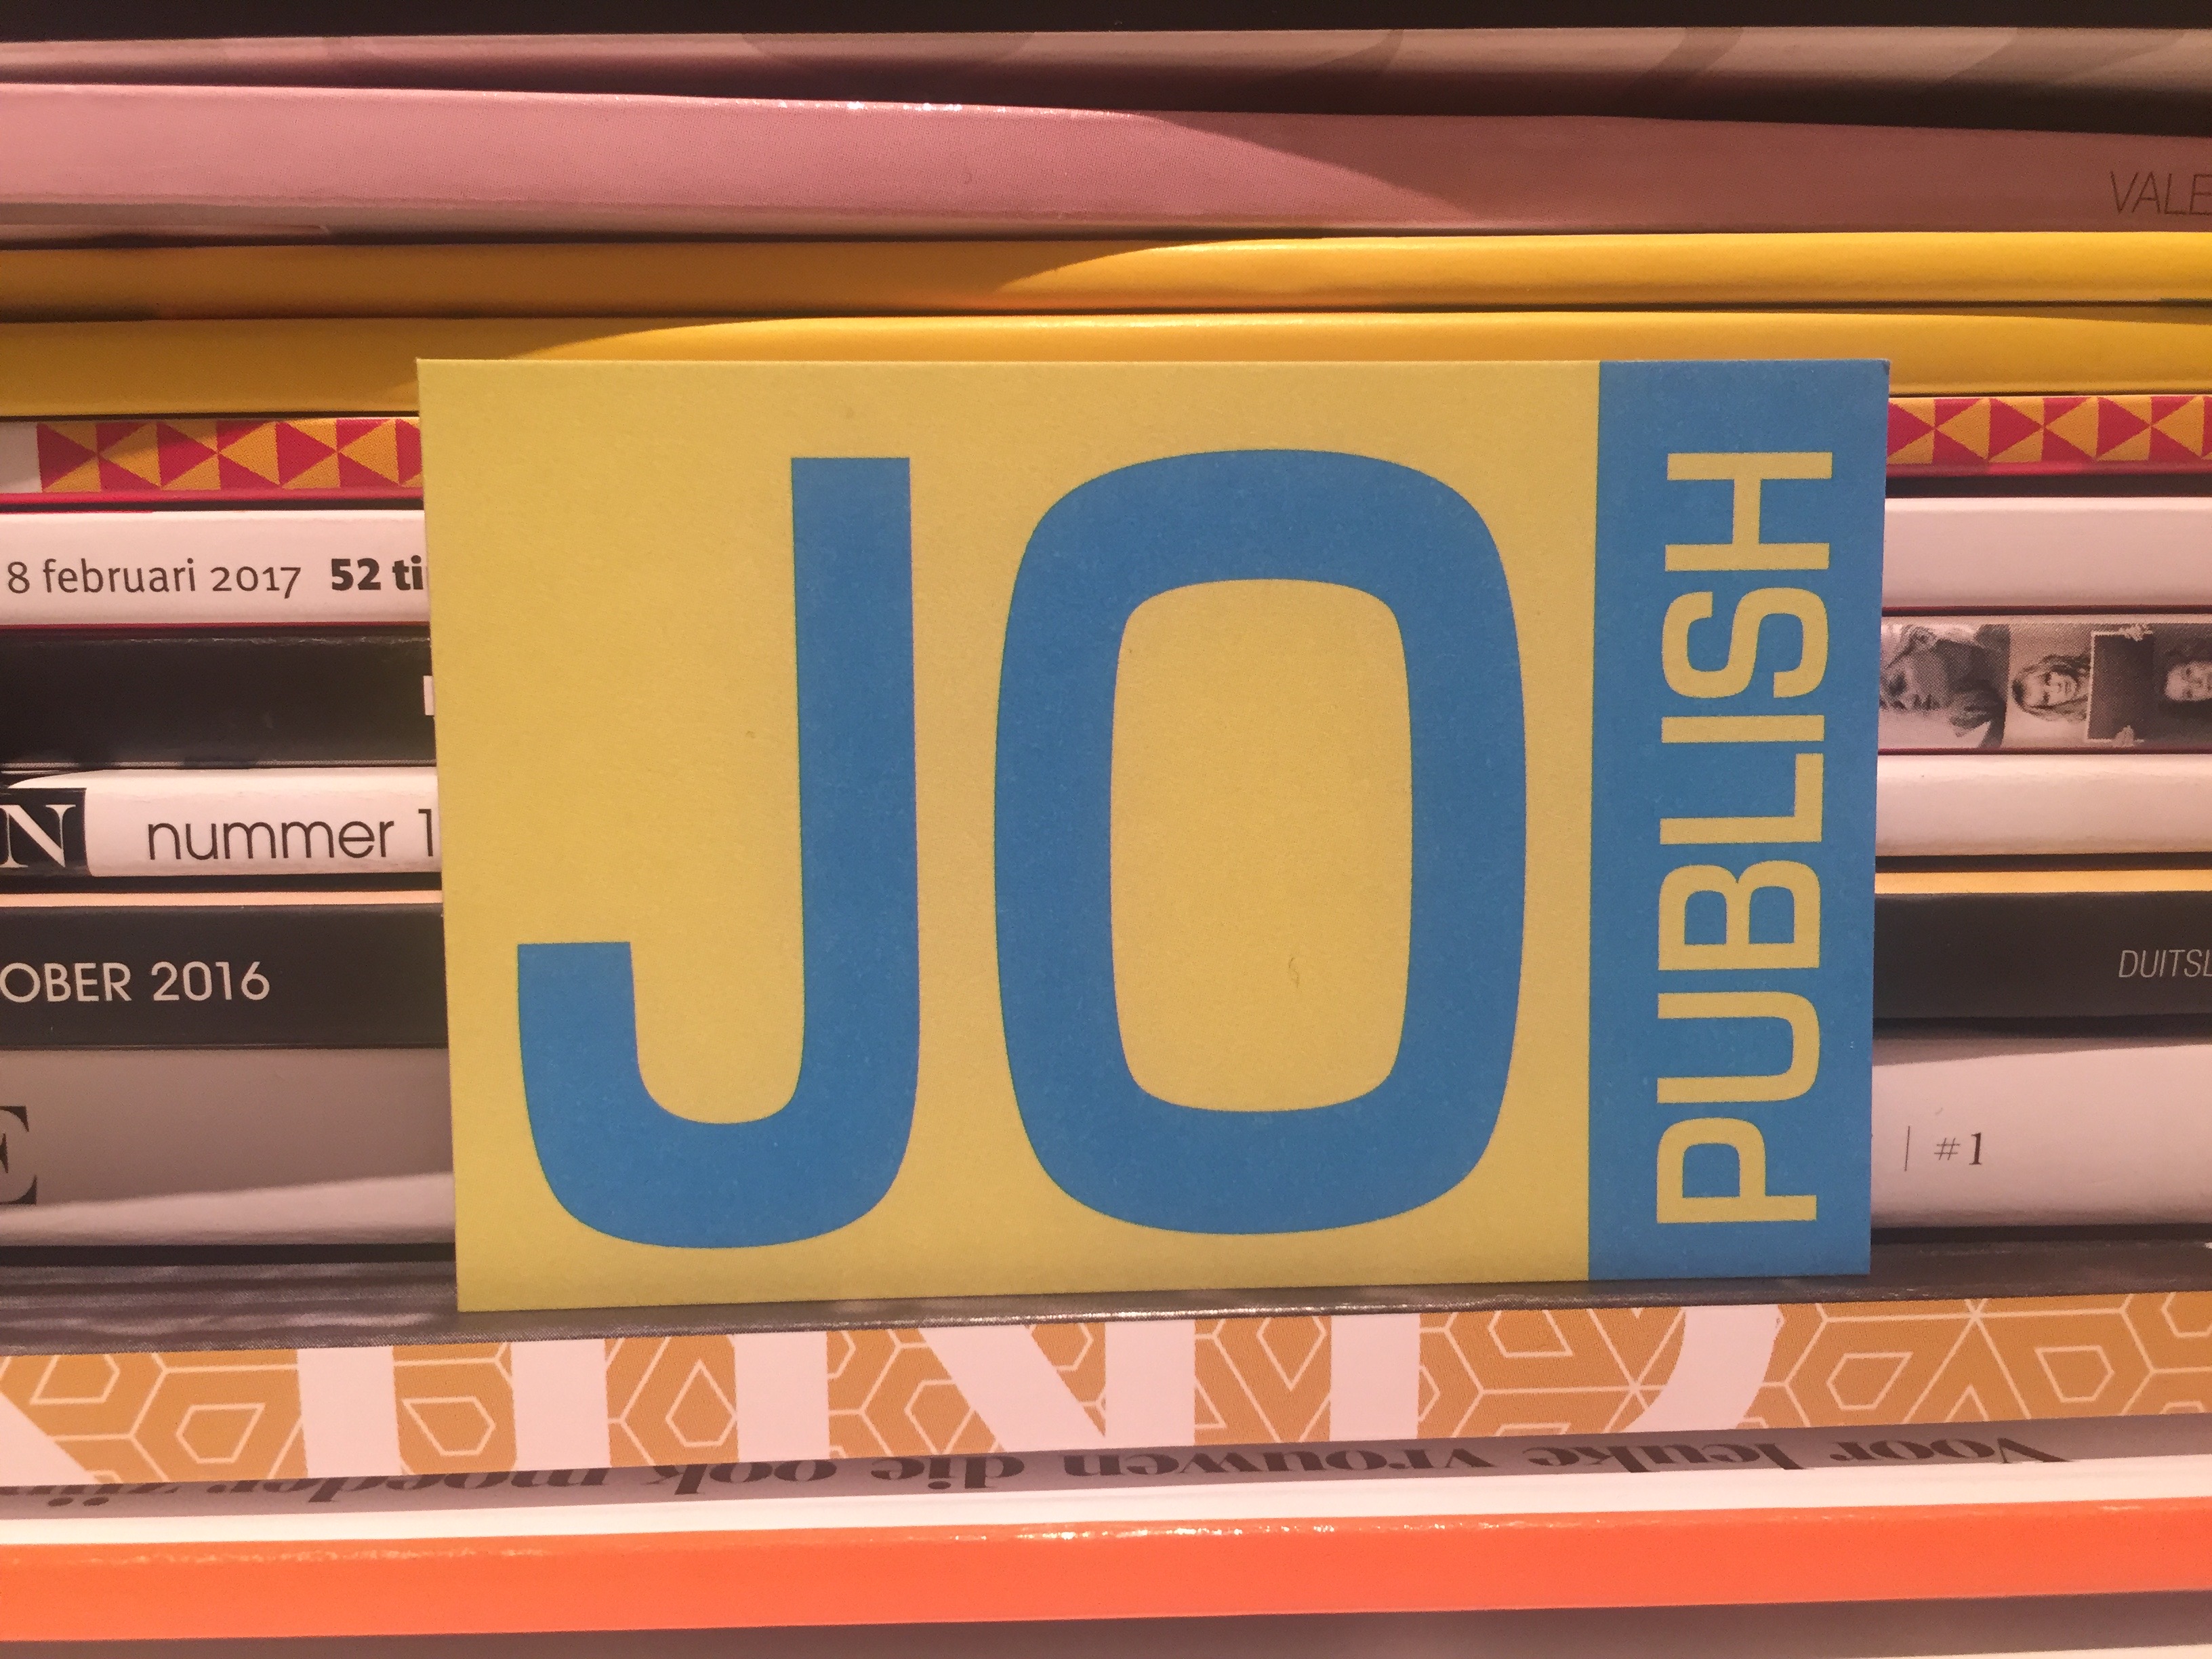 VALE
8 februari 2017 52 ti
JO
PUBLISH
N nummer 1
OBER 2016
DUITSL
E
#1
Voor leuke vrouwen die ook moeder zijn